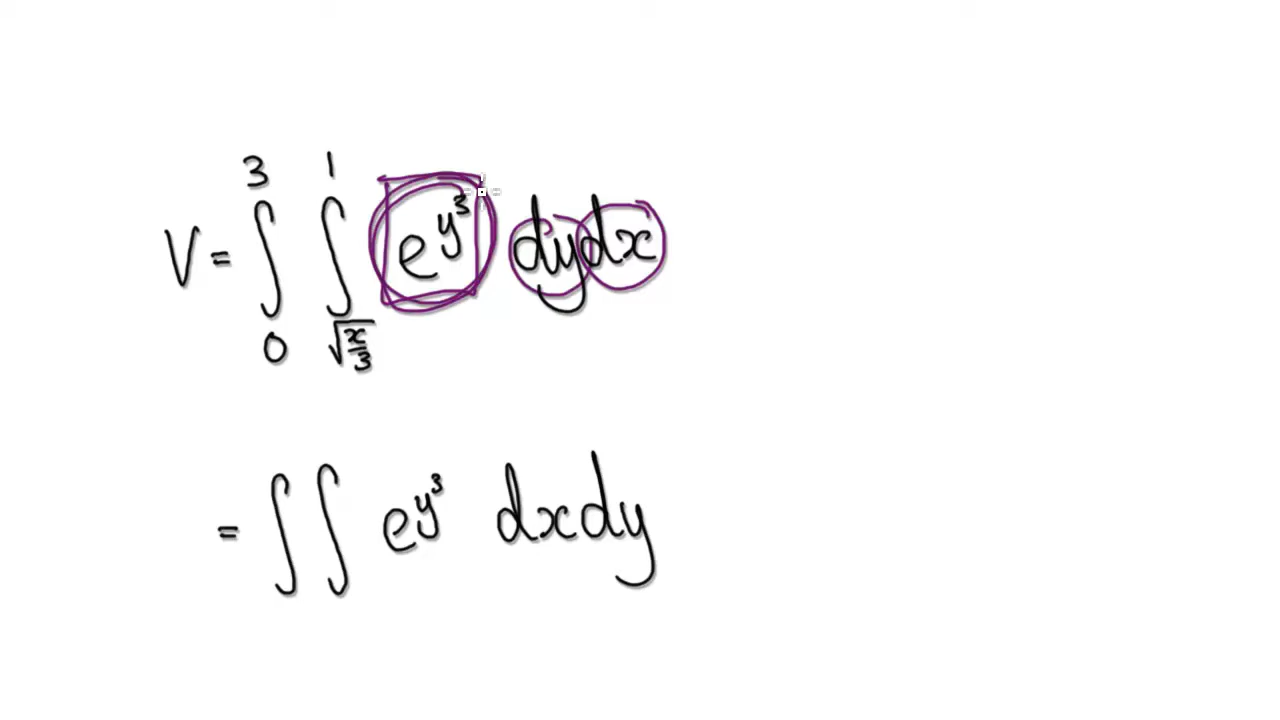 V = ∫₀³ ∫_{√(x/3)}^1 e^{y³} dy dx
= ∫ ∫ e^{y³} dx dy